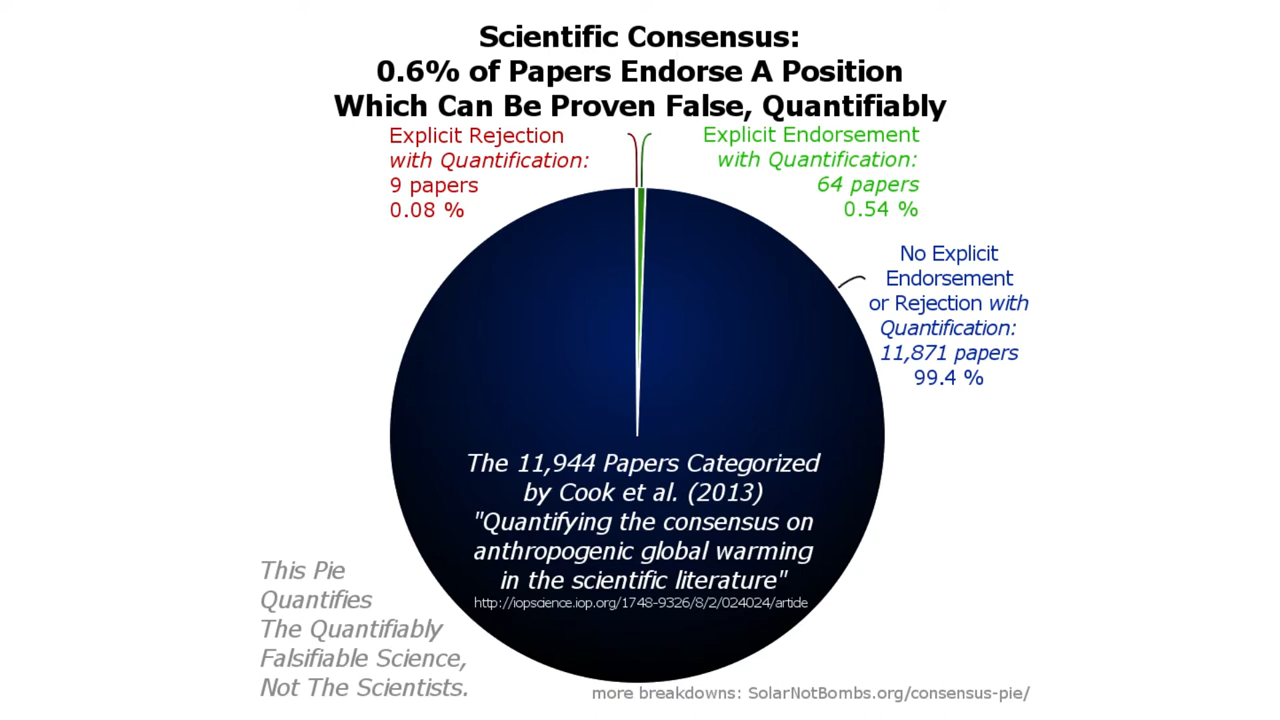 Scientific Consensus:
0.6% of Papers Endorse A Position
Which Can Be Proven False, Quantifiably
Explicit Rejection
with Quantification:
9 papers
0.08 %
Explicit Endorsement
with Quantification:
64 papers
0.54 %
No Explicit
Endorsement
or Rejection with
Quantification:
11,871 papers
99.4 %
The 11,944 Papers Categorized
by Cook et al. (2013)
"Quantifying the consensus on
anthropogenic global warming
in the scientific literature"
http://iopscience.iop.org/1748-9326/8/2/024024/article
This Pie
Quantifies
The Quantifiably
Falsifiable Science,
Not The Scientists.
more breakdowns: SolarNotBombs.org/consensus-pie/